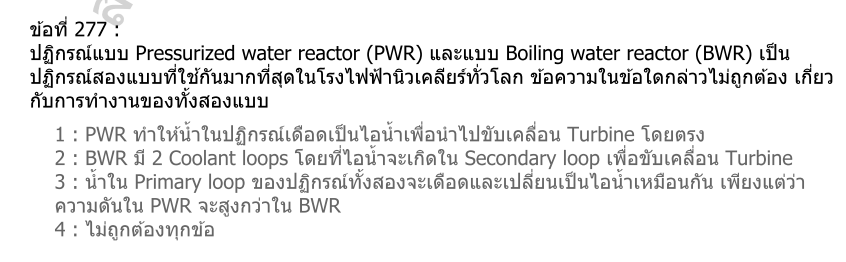 ข้อที่ 277 :
ปฏิกรณ์แบบ Pressurized water reactor (PWR) และแบบ Boiling water reactor (BWR) เป็น
ปฏิกรณ์สองแบบที่ใช้กันมากที่สุดในโรงไฟฟ้านิวเคลียร์ทั่วโลก ข้อความในข้อใดกล่าวไม่ถูกต้อง เกี่ยว
กับการทำงานของทั้งสองแบบ
1 : PWR ทำให้น้ำในปฏิกรณ์เดือดเป็นไอน้ำเพื่อนำไปขับเคลื่อน Turbine โดยตรง
2 : BWR มี 2 Coolant loops โดยที่ไอน้ำจะเกิดใน Secondary loop เพื่อขับเคลื่อน Turbine
3 : น้ำใน Primary loop ของปฏิกรณ์ทั้งสองจะเดือดและเปลี่ยนเป็นไอน้ำเหมือนกัน เพียงแต่ว่า
ความดันใน PWR จะสูงกว่าใน BWR
4 : ไม่ถูกต้องทุกข้อ